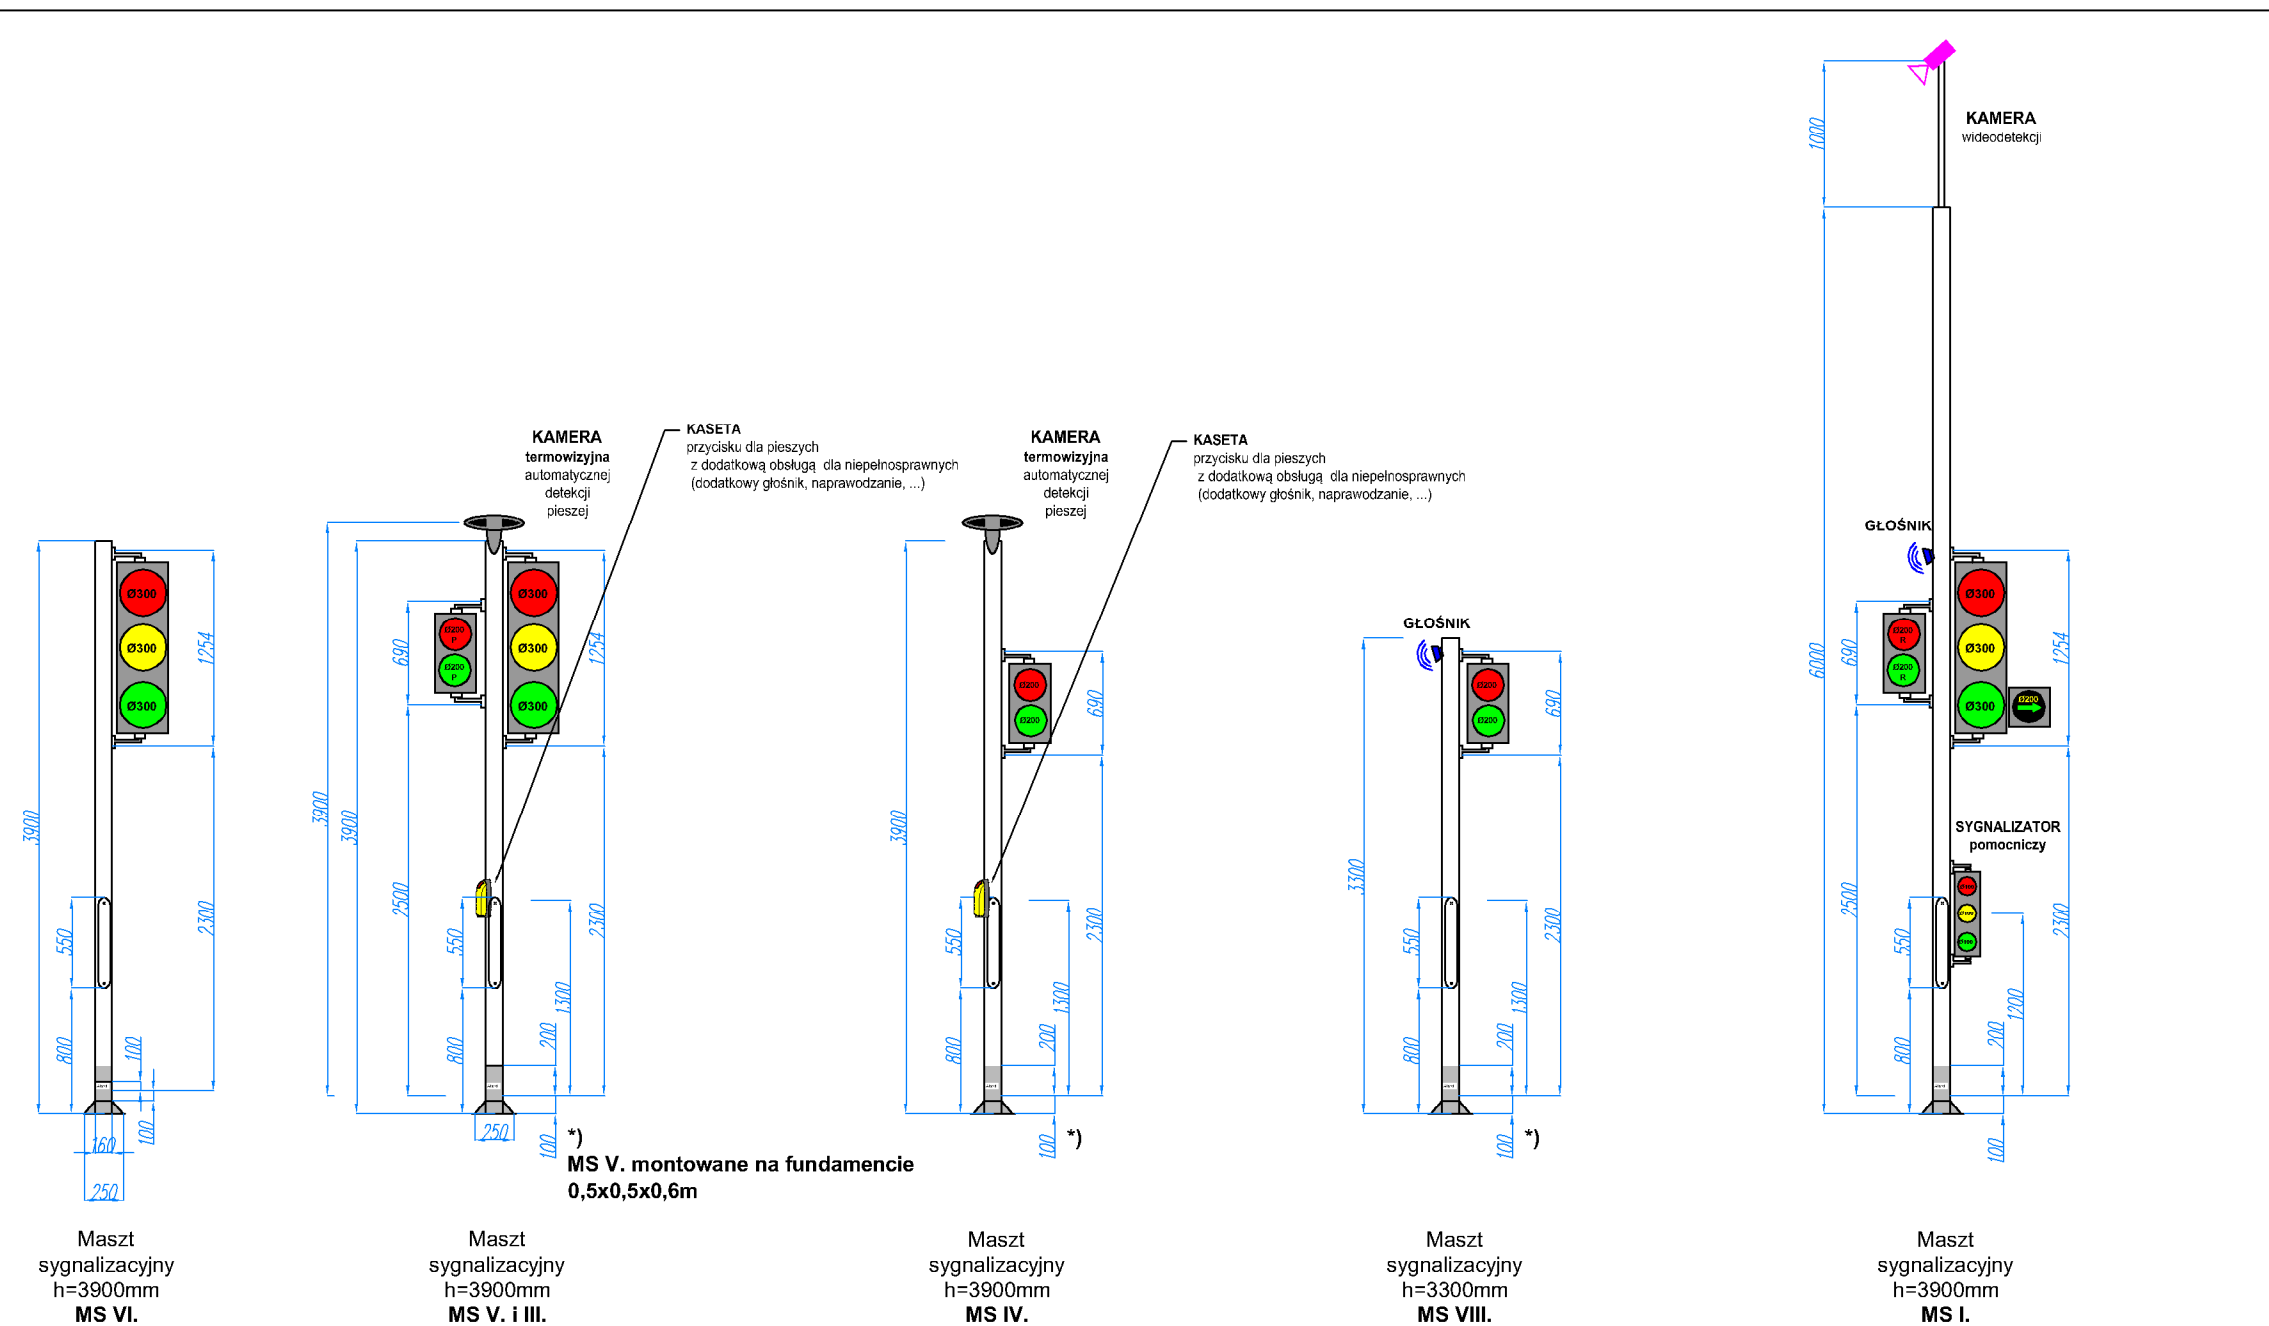 KAMERA
wideodetekcji
1000
KAMERA
termowizyjna
automatycznej
detekcji
pieszej
KASETA
przycisku dla pieszych
z dodatkową obsługą dla niepełnosprawnych
(dodatkowy głośnik, naprawodzanie, ...)
KAMERA
termowizyjna
automatycznej
detekcji
pieszej
KASETA
przycisku dla pieszych
z dodatkową obsługą dla niepełnosprawnych
(dodatkowy głośnik, naprawodzanie, ...)
3900
Ø300
Ø300
Ø300
1254
2300
550
800
100
100
160
250
3900
3900
690
2500
Ø200
P
Ø200
P
Ø300
Ø300
Ø300
1254
2300
550
800
1300
200
100
250
*)
MS V. montowane na fundamencie
0,5x0,5x0,6m
3900
Ø200
Ø200
690
2300
550
800
1300
200
100
*)
GŁOŚNIK
3300
Ø200
Ø200
690
2300
550
800
1300
200
100
*)
GŁOŚNIK
6000
690
2500
Ø200
R
Ø200
R
Ø300
Ø300
Ø300
Ø200
1254
2300
SYGNALIZATOR
pomocniczy
Ø100
Ø100
Ø100
550
800
1200
200
100
Maszt
sygnalizacyjny
h=3900mm
MS VI.
Maszt
sygnalizacyjny
h=3900mm
MS V. i III.
Maszt
sygnalizacyjny
h=3900mm
MS IV.
Maszt
sygnalizacyjny
h=3300mm
MS VIII.
Maszt
sygnalizacyjny
h=3900mm
MS I.